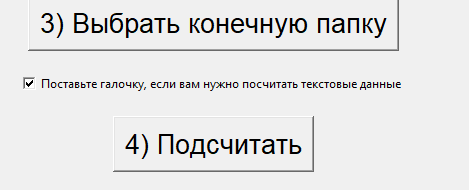 3) Выбрать конечную папку
Поставьте галочку, если вам нужно посчитать текстовые данные
4) Подсчитать